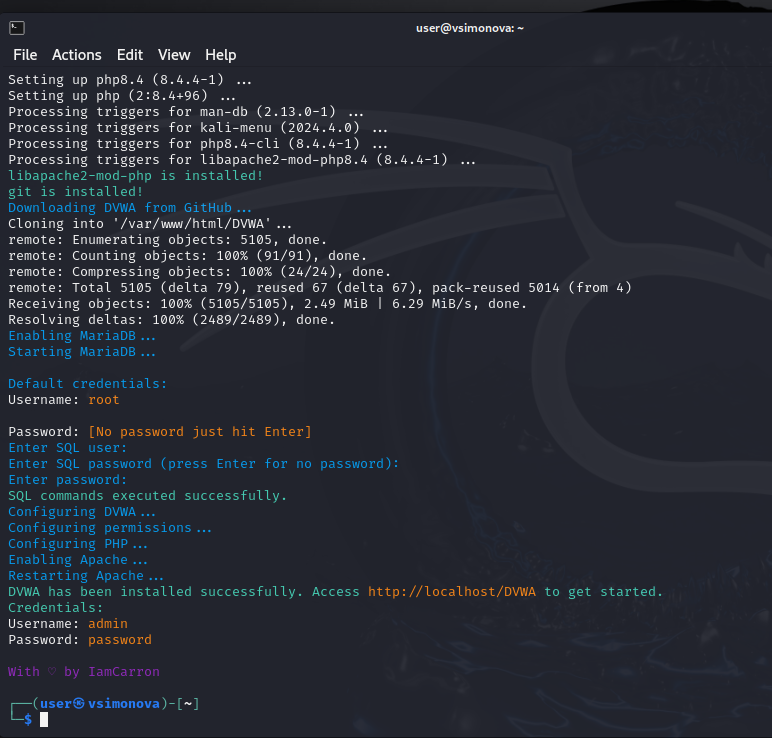 user@vsimonova: ~
File Actions Edit View Help
Setting up php8.4 (8.4.4-1) ...
Setting up php (2:8.4+96) ...
Processing triggers for man-db (2.13.0-1) ...
Processing triggers for kali-menu (2024.4.0) ...
Processing triggers for php8.4-cli (8.4.4-1) ...
Processing triggers for libapache2-mod-php8.4 (8.4.4-1) ...
libapache2-mod-php is installed!
git is installed!
Downloading DVWA from GitHub...
Cloning into '/var/www/html/DVWA'...
remote: Enumerating objects: 5105, done.
remote: Counting objects: 100% (91/91), done.
remote: Compressing objects: 100% (24/24), done.
remote: Total 5105 (delta 79), reused 67 (delta 67), pack-reused 5014 (from 4)
Receiving objects: 100% (5105/5105), 2.49 MiB | 6.29 MiB/s, done.
Resolving deltas: 100% (2489/2489), done.
Enabling MariaDB...
Starting MariaDB...
Default credentials:
Username: root
Password: [No password just hit Enter]
Enter SQL user:
Enter SQL password (press Enter for no password):
Enter password:
SQL commands executed successfully.
Configuring DVWA...
Configuring permissions...
Configuring PHP...
Enabling Apache...
Restarting Apache...
DVWA has been installed successfully. Access http://localhost/DVWA to get started.
Credentials:
Username: admin
Password: password
With ♡ by IamCarron
┌──(user㉿vsimonova)-[~]
└─$